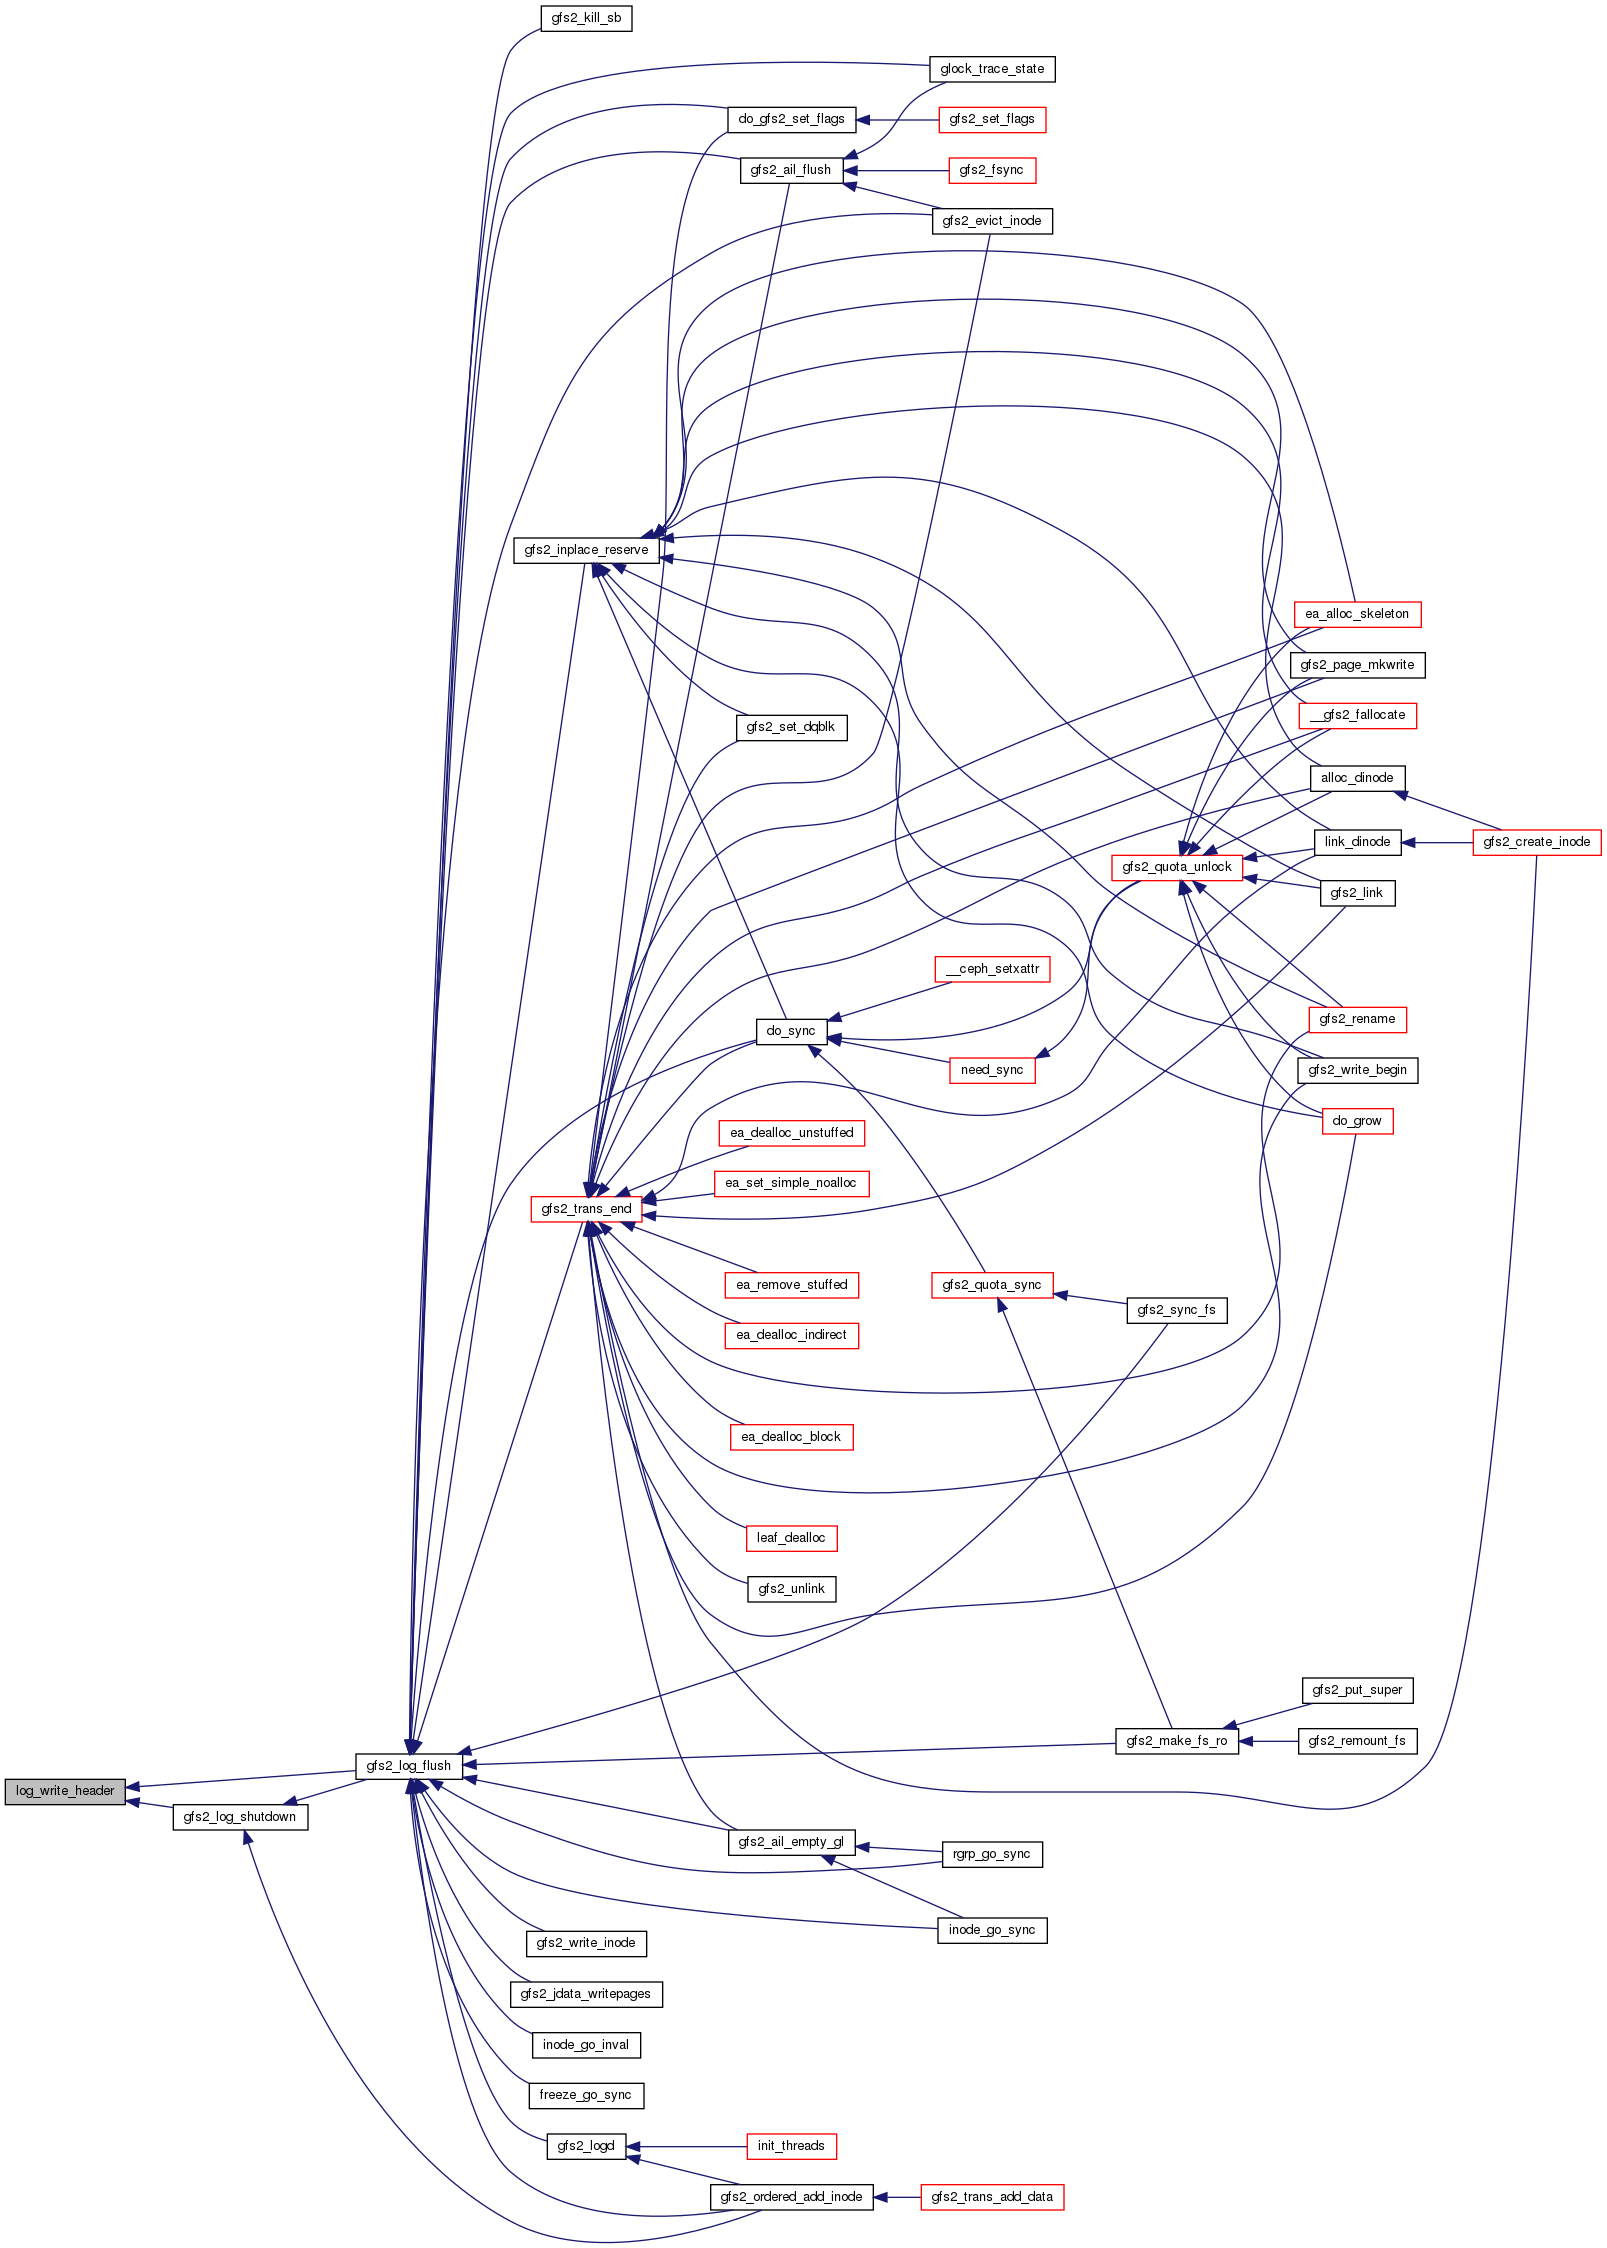 gfs2_kill_sb
glock_trace_state
do_gfs2_set_flags
gfs2_set_flags
gfs2_ail_flush
gfs2_fsync
gfs2_evict_inode
gfs2_inplace_reserve
ea_alloc_skeleton
gfs2_page_mkwrite
gfs2_set_dqblk
__gfs2_fallocate
alloc_dinode
link_dinode
gfs2_create_inode
gfs2_quota_unlock
gfs2_link
__ceph_setxattr
do_sync
gfs2_rename
need_sync
gfs2_write_begin
do_grow
ea_dealloc_unstuffed
ea_set_simple_noalloc
gfs2_trans_end
ea_remove_stuffed
gfs2_quota_sync
gfs2_sync_fs
ea_dealloc_indirect
ea_dealloc_block
leaf_dealloc
gfs2_unlink
gfs2_put_super
gfs2_make_fs_ro
gfs2_remount_fs
gfs2_log_flush
log_write_header
gfs2_log_shutdown
gfs2_ail_empty_gl
rgrp_go_sync
inode_go_sync
gfs2_write_inode
gfs2_jdata_writepages
inode_go_inval
freeze_go_sync
gfs2_logd
init_threads
gfs2_ordered_add_inode
gfs2_trans_add_data